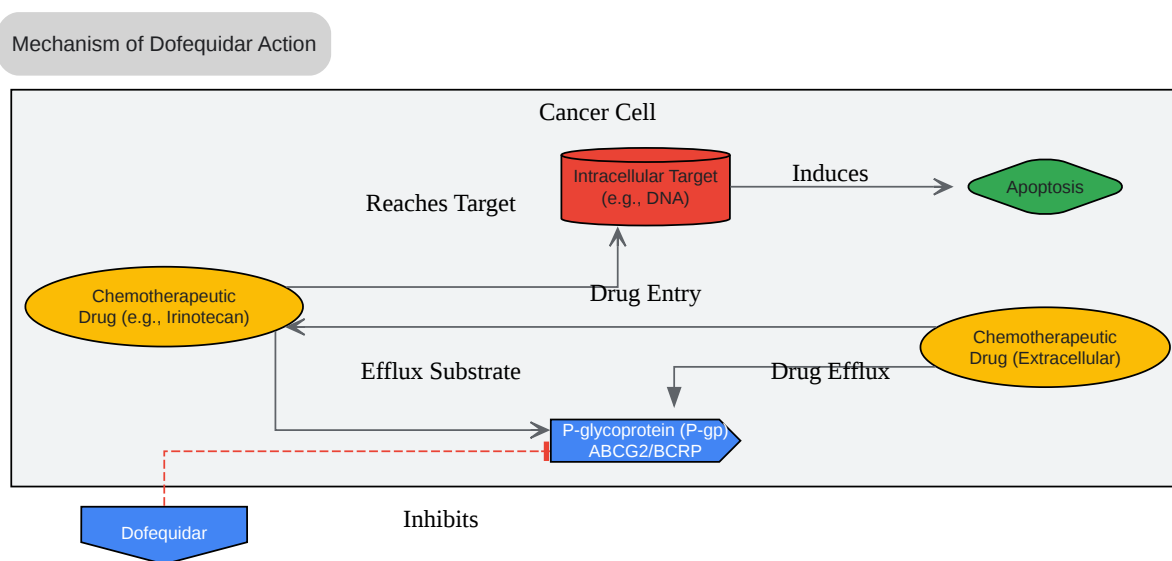 Mechanism of Dofequidar Action
Cancer Cell
Intracellular Target
(e.g., DNA)
Induces
Apoptosis
Reaches Target
Chemotherapeutic
Drug (e.g., Irinotecan)
Drug Entry
Chemotherapeutic
Drug (Extracellular)
Efflux Substrate
Drug Efflux
P-glycoprotein (P-gp)
ABCG2/BCRP
Inhibits
Dofequidar